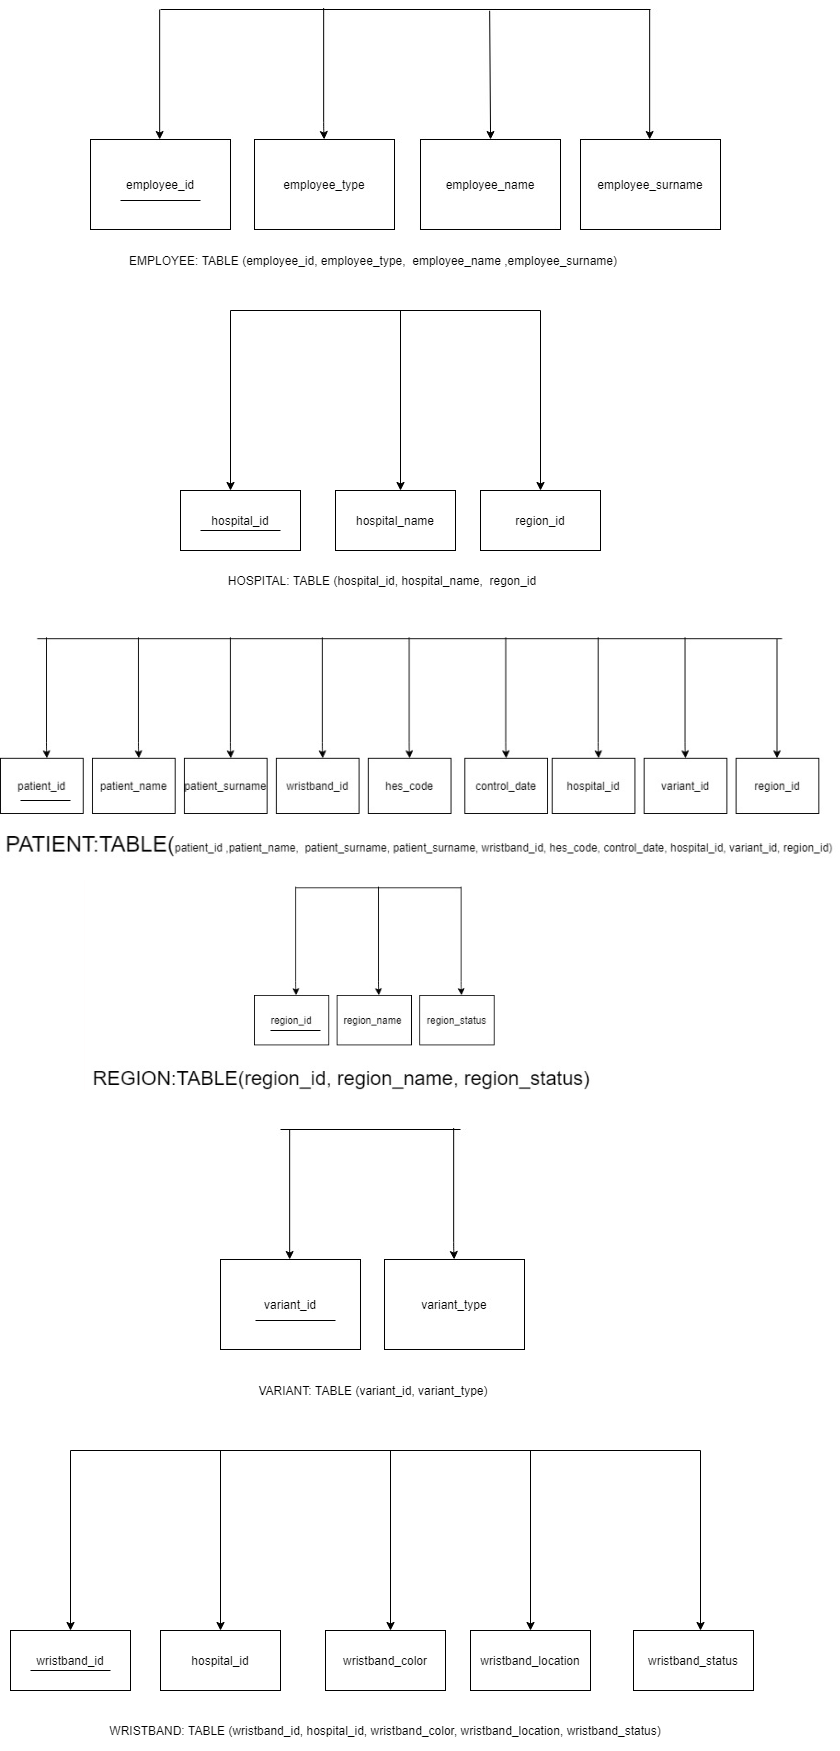 employee_id employee_type employee_name employee_surname
EMPLOYEE: TABLE (employee_id, employee_type, employee_name ,employee_surname)
hospital_id hospital_name region_id
HOSPITAL: TABLE (hospital_id, hospital_name, regon_id
patient_id patient_name patient_surname wristband_id hes_code control_date hospital_id variant_id region_id
PATIENT:TABLE(patient_id ,patient_name, patient_surname, patient_surname, wristband_id, hes_code, control_date, hospital_id, variant_id, region_id)
region_id region_name region_status
REGION:TABLE(region_id, region_name, region_status)
variant_id variant_type
VARIANT: TABLE (variant_id, variant_type)
wristband_id hospital_id wristband_color wristband_location wristband_status
WRISTBAND: TABLE (wristband_id, hospital_id, wristband_color, wristband_location, wristband_status)